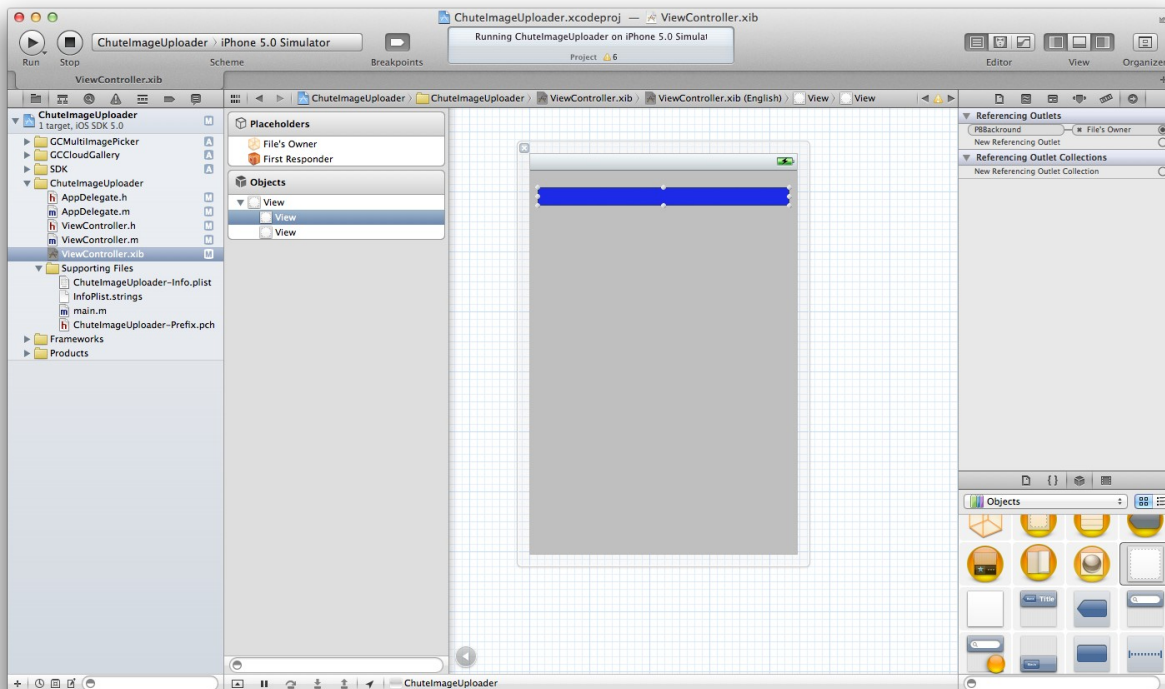 ChuteImageUploader.xcodeproj — ViewController.xib
ChuteImageUploader › iPhone 5.0 Simulator
Running ChuteImageUploader on iPhone 5.0 Simulat
Project 6
Run Stop Scheme Breakpoints Editor View Organizer
ViewController.xib
ChuteImageUploader › ChuteImageUploader › ViewController.xib › ViewController.xib (English) › View › View
ChuteImageUploader M
1 target, iOS SDK 5.0
GCMultiImagePicker A
GCCloudGallery A
SDK A
ChuteImageUploader
h AppDelegate.h M
m AppDelegate.m M
h ViewController.h M
m ViewController.m M
ViewController.xib M
Supporting Files
ChuteImageUploader-Info.plist
InfoPlist.strings
m main.m
h ChuteImageUploader-Prefix.pch
Frameworks
Products
Placeholders
File's Owner
First Responder
Objects
View
View
View
Referencing Outlets
PBBackround File's Owner
New Referencing Outlet
Referencing Outlet Collections
New Referencing Outlet Collection
{}
Objects
Title
ChuteImageUploader